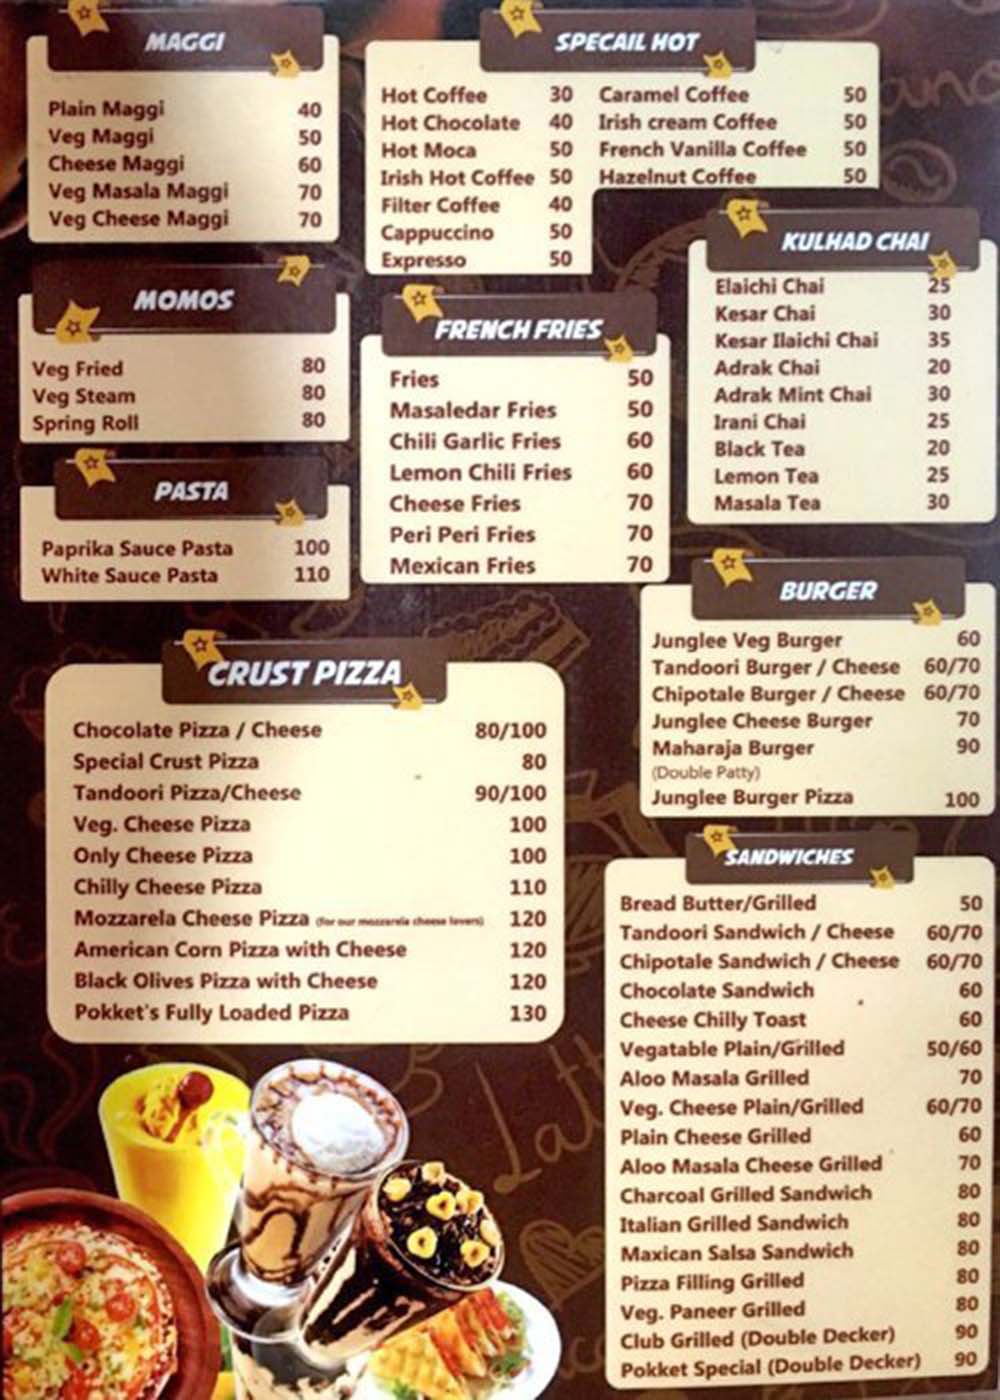 MAGGI
Plain Maggi 40
Veg Maggi 50
Cheese Maggi 60
Veg Masala Maggi 70
Veg Cheese Maggi 70
SPECAIL HOT
Hot Coffee 30
Hot Chocolate 40
Hot Moca 50
Irish Hot Coffee 50
Filter Coffee 40
Cappuccino 50
Expresso 50
Caramel Coffee 50
Irish cream Coffee 50
French Vanilla Coffee 50
Hazelnut Coffee 50
MOMOS
Veg Fried 80
Veg Steam 80
Spring Roll 80
FRENCH FRIES
Fries 50
Masaledar Fries 50
Chili Garlic Fries 60
Lemon Chili Fries 60
Cheese Fries 70
Peri Peri Fries 70
Mexican Fries 70
KULHAD CHAI
Elaichi Chai 25
Kesar Chai 30
Kesar Ilaichi Chai 35
Adrak Chai 20
Adrak Mint Chai 30
Irani Chai 25
Black Tea 20
Lemon Tea 25
Masala Tea 30
PASTA
Paprika Sauce Pasta 100
White Sauce Pasta 110
BURGER
Junglee Veg Burger 60
Tandoori Burger / Cheese 60/70
Chipotale Burger / Cheese 60/70
Junglee Cheese Burger 70
Maharaja Burger 90
(Double Patty)
Junglee Burger Pizza 100
CRUST PIZZA
Chocolate Pizza / Cheese 80/100
Special Crust Pizza 80
Tandoori Pizza/Cheese 90/100
Veg. Cheese Pizza 100
Only Cheese Pizza 100
Chilly Cheese Pizza 110
Mozzarela Cheese Pizza (for our mozzarela cheese lovers) 120
American Corn Pizza with Cheese 120
Black Olives Pizza with Cheese 120
Pokket's Fully Loaded Pizza 130
SANDWICHES
Bread Butter/Grilled 50
Tandoori Sandwich / Cheese 60/70
Chipotale Sandwich / Cheese 60/70
Chocolate Sandwich 60
Cheese Chilly Toast 60
Vegatable Plain/Grilled 50/60
Aloo Masala Grilled 70
Veg. Cheese Plain/Grilled 60/70
Plain Cheese Grilled 60
Aloo Masala Cheese Grilled 70
Charcoal Grilled Sandwich 80
Italian Grilled Sandwich 80
Maxican Salsa Sandwich 80
Pizza Filling Grilled 80
Veg. Paneer Grilled 80
Club Grilled (Double Decker) 90
Pokket Special (Double Decker) 90